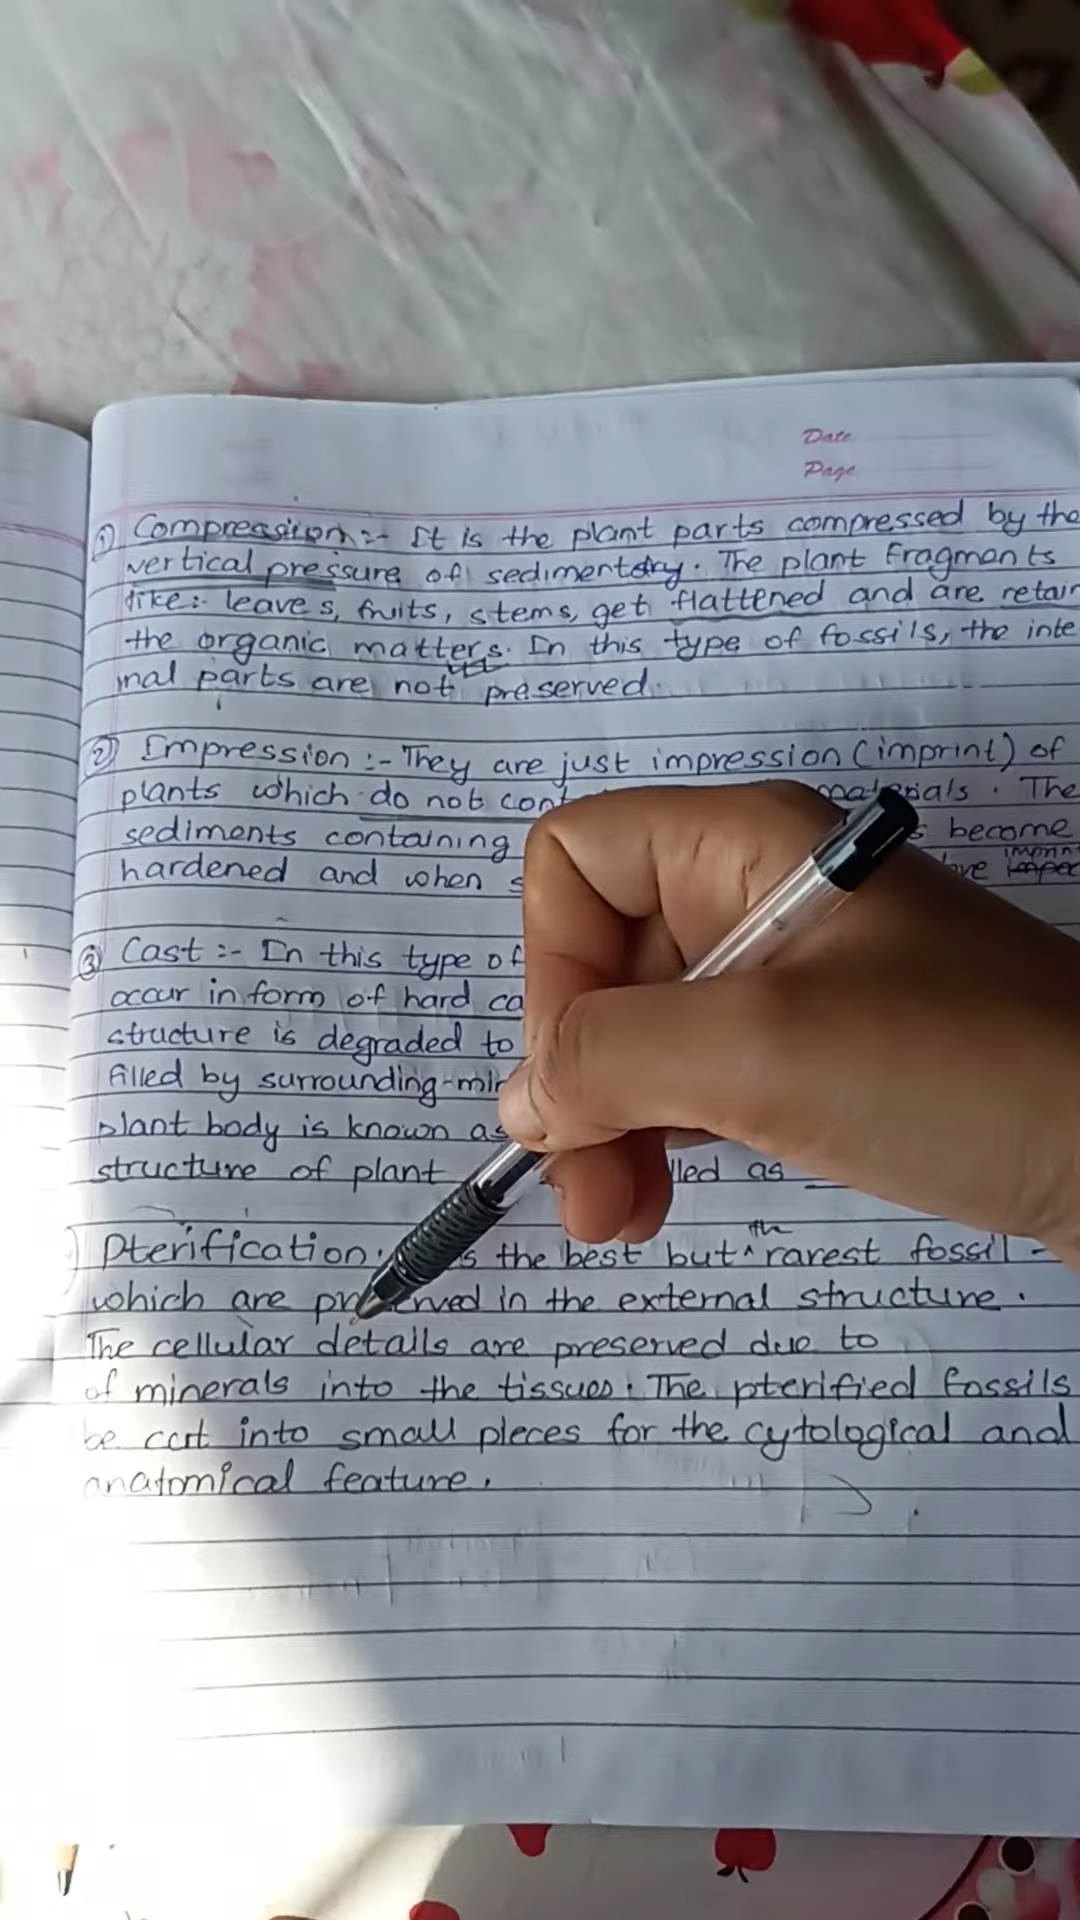 Date
Page
① Compression :- It is the plant parts compressed by the
vertical pressure of sedimentary. The plant Fragments
like :- leaves, fruits, stems, get flattened and are retain
the organic matters. In this type of fossils, the inte
rnal parts are not preserved.
② Impression :- They are just impression (imprint) of
plants which do not materials. The
sediments containing become
hardened and when imprin
③ Cast :- In this type of
occur in form of hard
structure is degraded to
filled by surrounding
plant body is known as
structure of plant as
Pterification the best but the rarest fossil
which are in the external structure.
The cellular details are preserved due to
of minerals into the tissues. The pterified fossils
be cut into small pieces for the cytological and
anatomical feature.